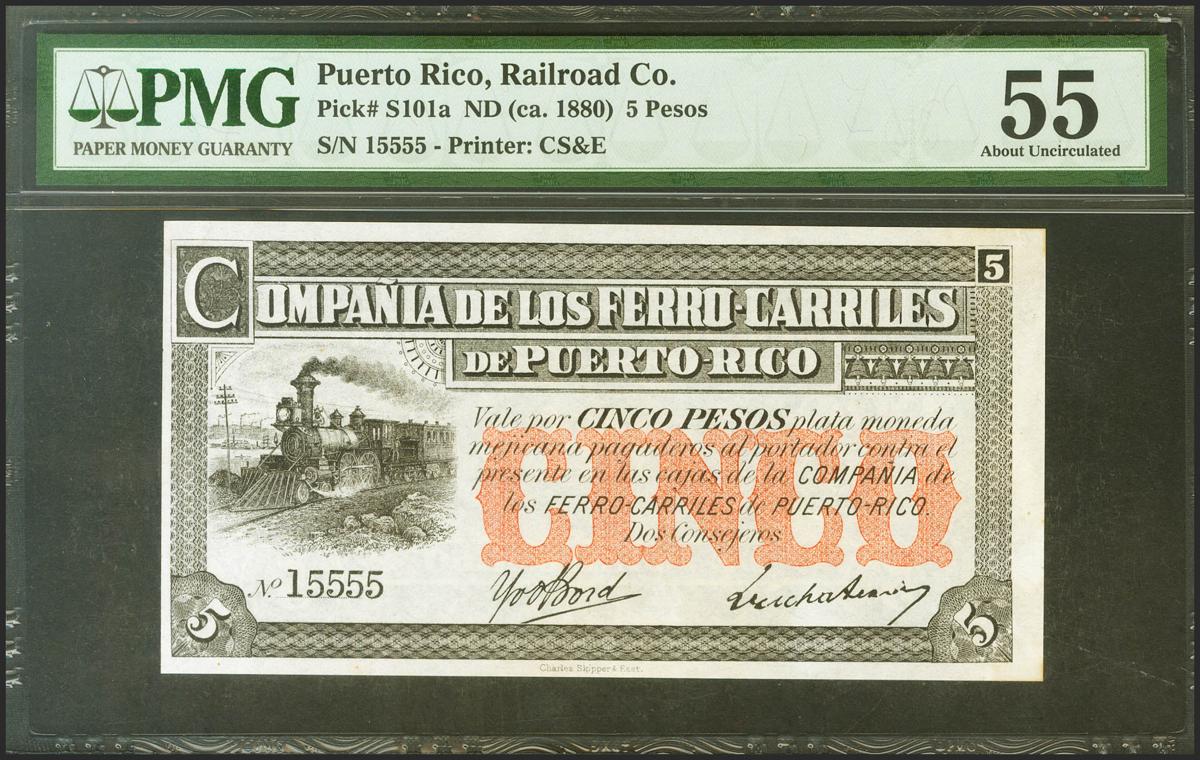 PMG
PAPER MONEY GUARANTY
Puerto Rico, Railroad Co.
Pick# S101a ND (ca. 1880) 5 Pesos
S/N 15555 - Printer: CS&E
55
About Uncirculated
5
COMPAÑIA DE LOS FERRO-CARRILES
DE PUERTO-RICO
Vale por CINCO PESOS plata moneda
mejicana pagaderos al portador contra el
presente en las cajas de la COMPAÑIA de
los FERRO-CARRILES de PUERTO-RICO.
CINCO
Dos Consejeros
No. 15555
5
5
Charles Skipper & East.